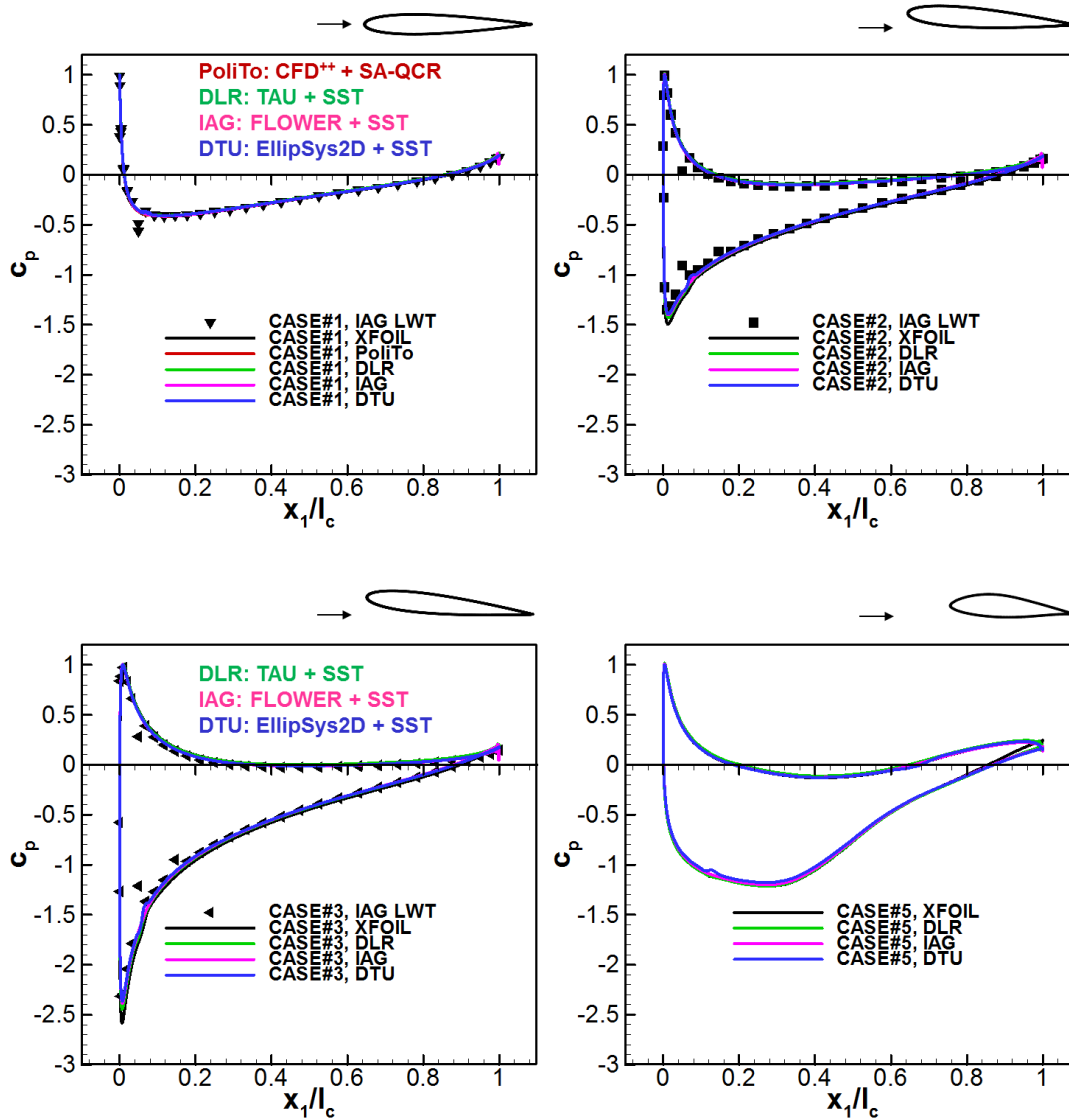 PoliTo: CFD++ + SA-QCR
DLR: TAU + SST
IAG: FLOWER + SST
DTU: EllipSys2D + SST
1
0.5
0
-0.5
-1
-1.5
-2
-2.5
-3
cp
CASE#1, IAG LWT
CASE#1, XFOIL
CASE#1, PoliTo
CASE#1, DLR
CASE#1, IAG
CASE#1, DTU
0 0.2 0.4 0.6 0.8 1
x1/lc
1
0.5
0
-0.5
-1
-1.5
-2
-2.5
-3
cp
CASE#2, IAG LWT
CASE#2, XFOIL
CASE#2, DLR
CASE#2, IAG
CASE#2, DTU
0 0.2 0.4 0.6 0.8 1
x1/lc
DLR: TAU + SST
IAG: FLOWER + SST
DTU: EllipSys2D + SST
1
0.5
0
-0.5
-1
-1.5
-2
-2.5
-3
cp
CASE#3, IAG LWT
CASE#3, XFOIL
CASE#3, DLR
CASE#3, IAG
CASE#3, DTU
0 0.2 0.4 0.6 0.8 1
x1/lc
1
0.5
0
-0.5
-1
-1.5
-2
-2.5
-3
cp
CASE#5, XFOIL
CASE#5, DLR
CASE#5, IAG
CASE#5, DTU
0 0.2 0.4 0.6 0.8 1
x1/lc